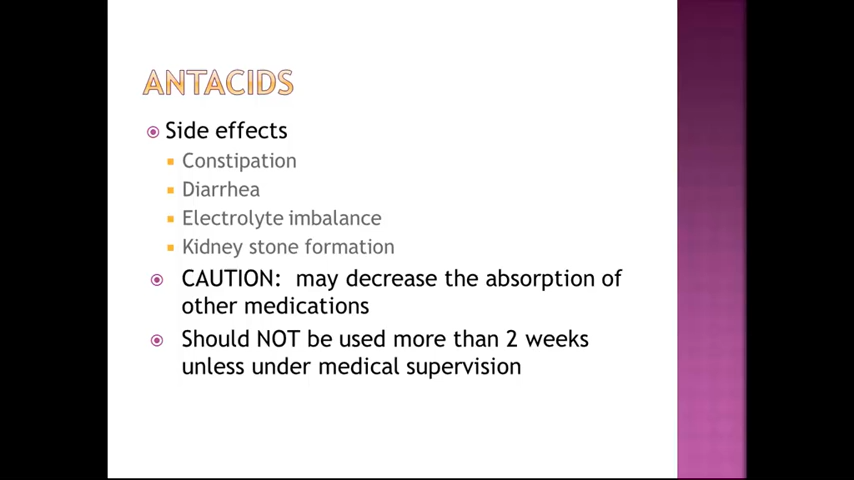 ANTACIDS
Side effects
Constipation
Diarrhea
Electrolyte imbalance
Kidney stone formation
CAUTION: may decrease the absorption of
other medications
Should NOT be used more than 2 weeks
unless under medical supervision